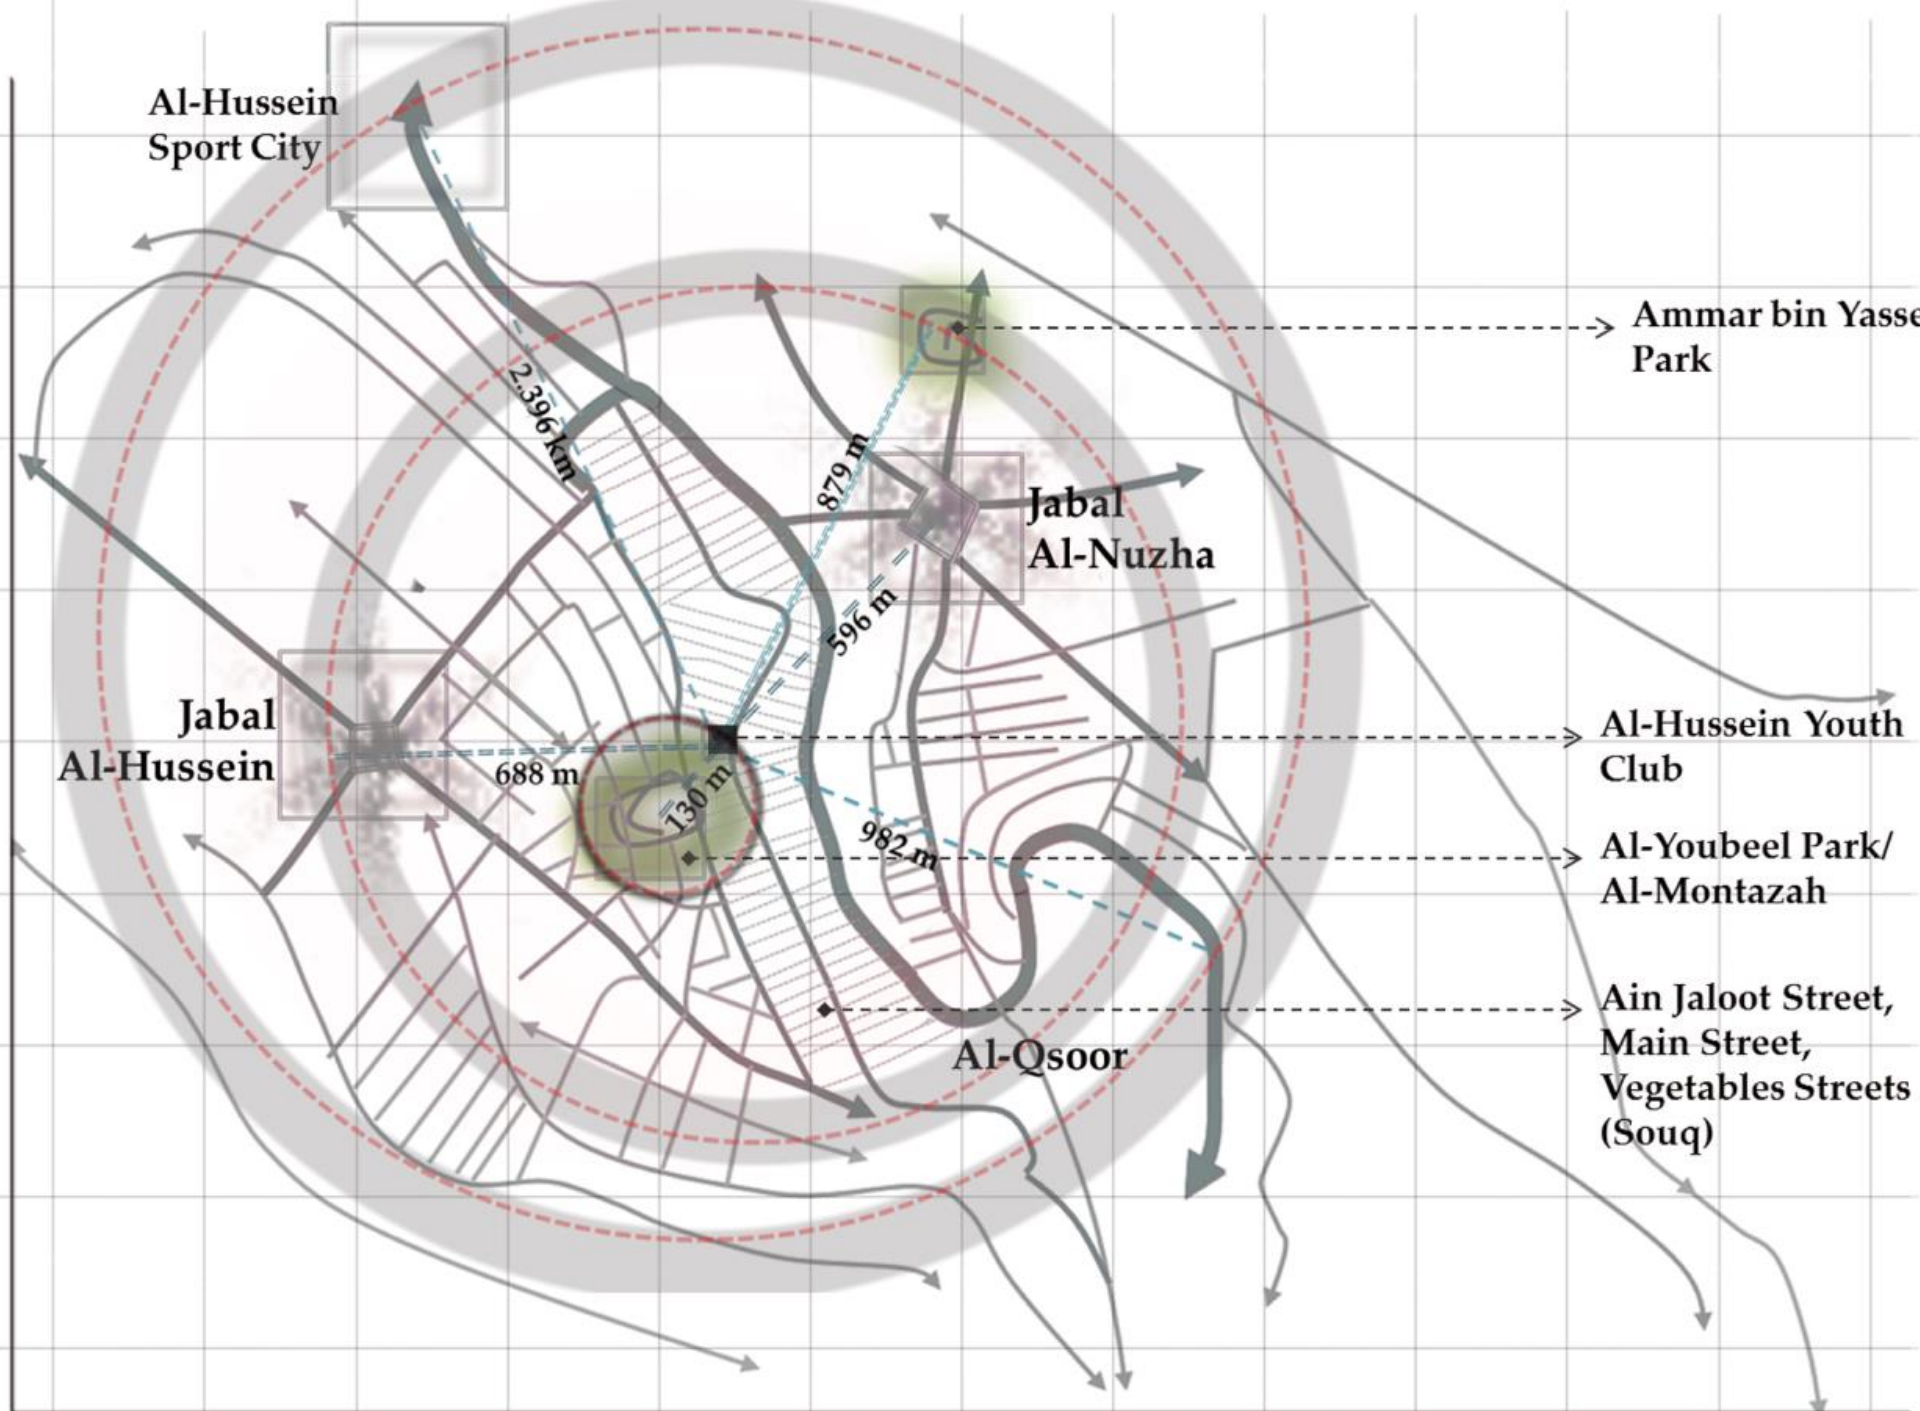 Al-Hussein
Sport City
Ammar bin Yasse
Park
2.396 km
879 m
Jabal
Al-Nuzha
596 m
Jabal
Al-Hussein
688 m
130 m
982 m
Al-Hussein Youth
Club
Al-Youbeel Park/
Al-Montazah
Ain Jaloot Street,
Main Street,
Vegetables Streets
(Souq)
Al-Qsoor